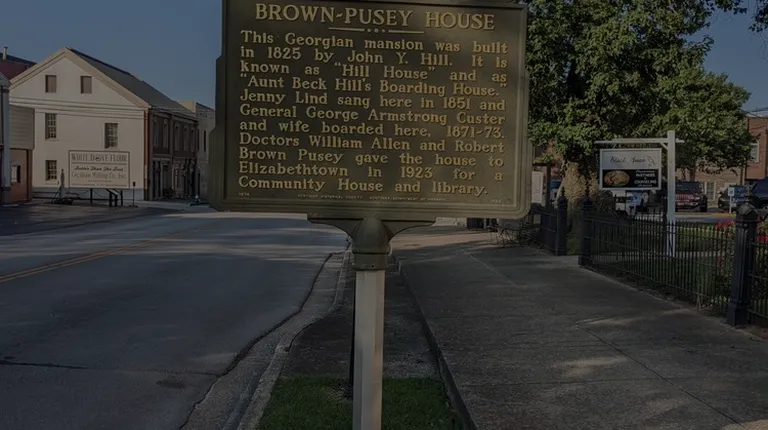 BROWN-PUSEY HOUSE
This Georgian mansion was built
in 1825 by John Y. Hill. It is
known as "Hill House" and as
"Aunt Beck Hill's Boarding House."
Jenny Lind sang here in 1851 and
General George Armstrong Custer
and wife boarded here, 1871-73.
Doctors William Allen and Robert
Brown Pusey gave the house to
Elizabethtown in 1923 for a
Community House and library.
WHITE DOVE FLOUR